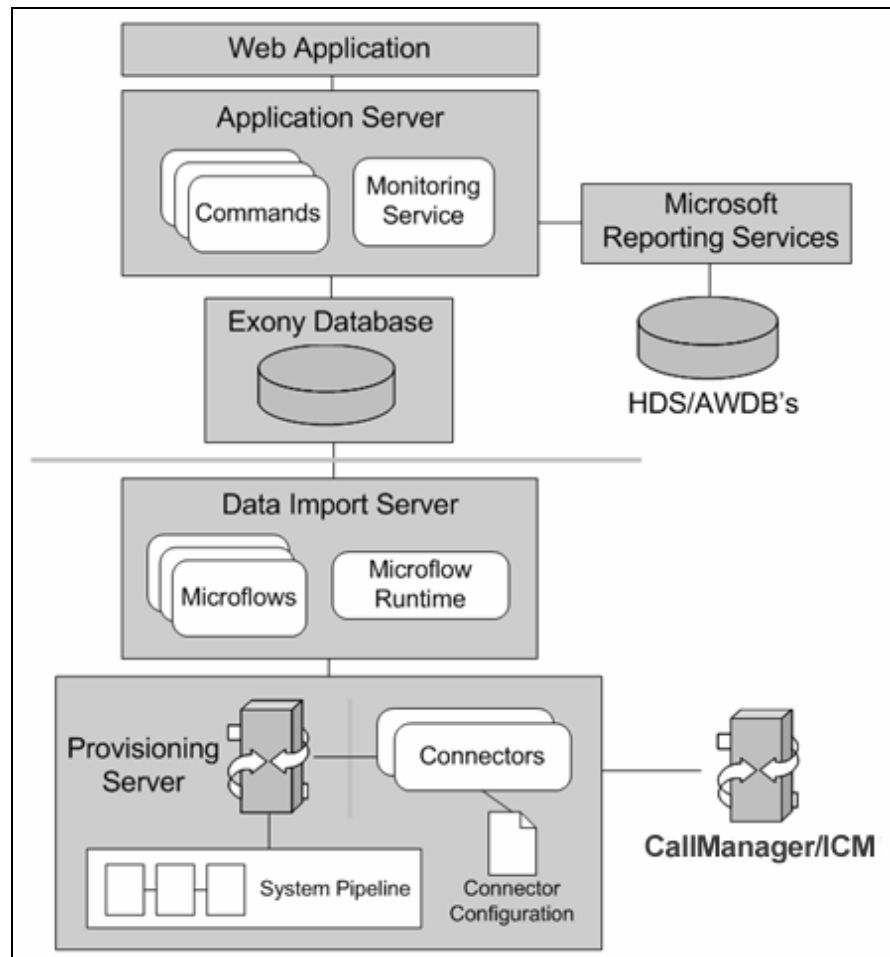 Web Application
Application Server
Commands
Monitoring
Service
Microsoft
Reporting Services
Exony Database
HDS/AWDB's
Data Import Server
Microflows
Microflow
Runtime
Provisioning
Server
Connectors
System Pipeline
Connector
Configuration
CallManager/ICM